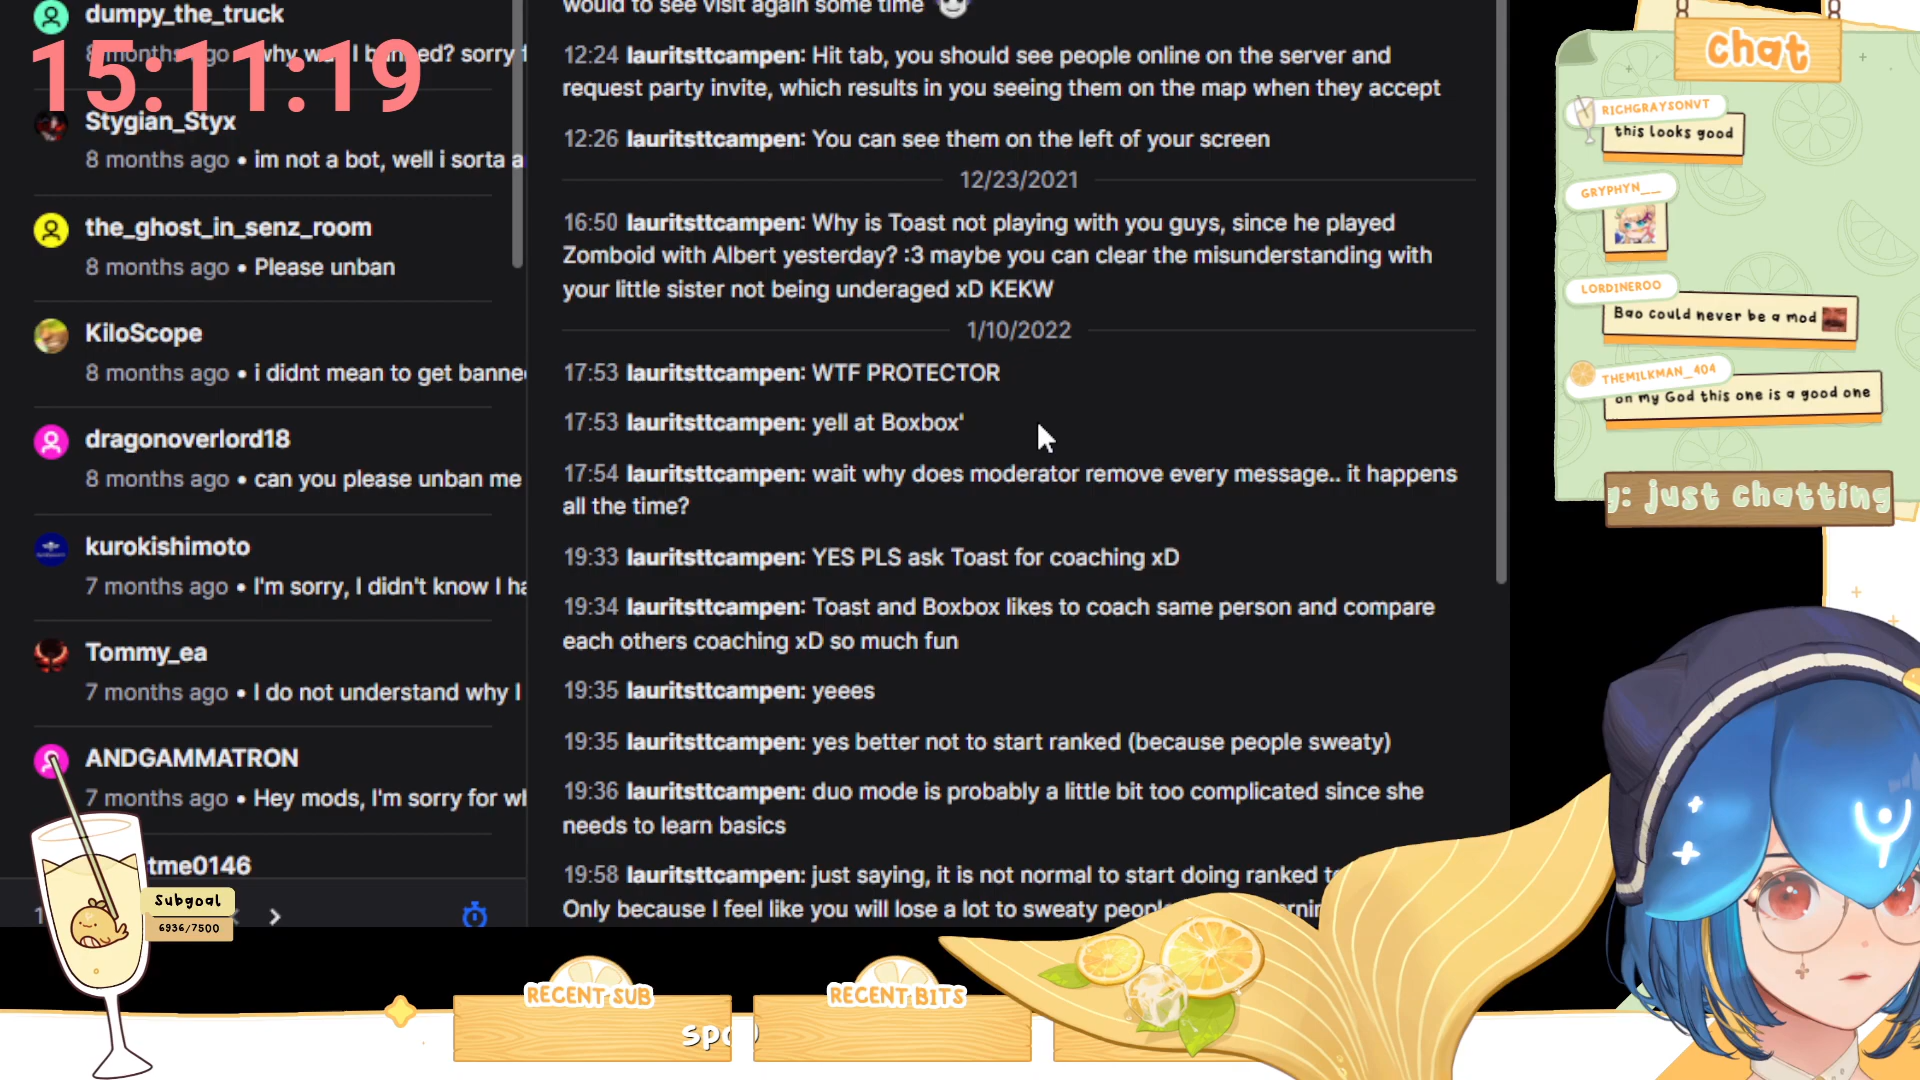 dumpy_the_truck
8 months ago • why was I banned? sorry f
15:11:19
Stygian_Styx
8 months ago • im not a bot, well i sorta a
the_ghost_in_senz_room
8 months ago • Please unban
KiloScope
8 months ago • i didnt mean to get banne
dragonoverlord18
8 months ago • can you please unban me
kurokishimoto
7 months ago • I'm sorry, I didn't know I ha
Tommy_ea
7 months ago • I do not understand why I
ANDGAMMATRON
7 months ago • Hey mods, I'm sorry for wh
tme0146
Subgoal
6936/7500
would to see visit again some time
12:24 lauritsttcampen: Hit tab, you should see people online on the server and
request party invite, which results in you seeing them on the map when they accept
12:26 lauritsttcampen: You can see them on the left of your screen
12/23/2021
16:50 lauritsttcampen: Why is Toast not playing with you guys, since he played
Zomboid with Albert yesterday? :3 maybe you can clear the misunderstanding with
your little sister not being underaged xD KEKW
1/10/2022
17:53 lauritsttcampen: WTF PROTECTOR
17:53 lauritsttcampen: yell at Boxbox'
17:54 lauritsttcampen: wait why does moderator remove every message.. it happens
all the time?
19:33 lauritsttcampen: YES PLS ask Toast for coaching xD
19:34 lauritsttcampen: Toast and Boxbox likes to coach same person and compare
each others coaching xD so much fun
19:35 lauritsttcampen: yeees
19:35 lauritsttcampen: yes better not to start ranked (because people sweaty)
19:36 lauritsttcampen: duo mode is probably a little bit too complicated since she
needs to learn basics
19:58 lauritsttcampen: just saying, it is not normal to start doing ranked
Only because I feel like you will lose a lot to sweaty people
chat
RICHGRAYSONVT
this looks good
GRYPHYN__
LORDINEROO
Bao could never be a mod
THEMILKMAN_404
oh my God this one is a good one
g: just chatting
RECENT SUB
RECENT BITS